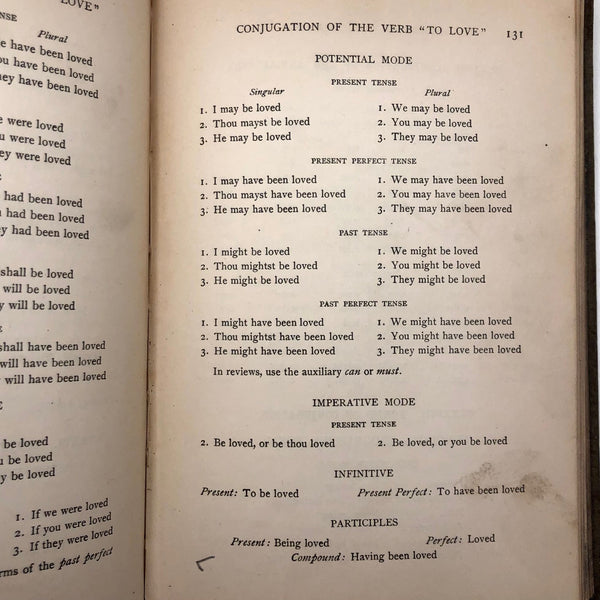 LOVE"
NSE
Plural
e have been loved
ou have been loved
hey have been loved
e were loved
u were loved
ey were loved
E
had been loved
had been loved
y had been loved
shall be loved
will be loved
y will be loved
E
shall have been loved
will have been loved
will have been loved
E
be loved
u be loved
y be loved
1. If we were loved
2. If you were loved
3. If they were loved
rms of the past perfect
CONJUGATION OF THE VERB "TO LOVE" 131
POTENTIAL MODE
PRESENT TENSE
Singular Plural
1. I may be loved 1. We may be loved
2. Thou mayst be loved 2. You may be loved
3. He may be loved 3. They may be loved
PRESENT PERFECT TENSE
1. I may have been loved 1. We may have been loved
2. Thou mayst have been loved 2. You may have been loved
3. He may have been loved 3. They may have been loved
PAST TENSE
1. I might be loved 1. We might be loved
2. Thou mightst be loved 2. You might be loved
3. He might be loved 3. They might be loved
PAST PERFECT TENSE
1. I might have been loved 1. We might have been loved
2. Thou mightst have been loved 2. You might have been loved
3. He might have been loved 3. They might have been loved
In reviews, use the auxiliary can or must.
IMPERATIVE MODE
PRESENT TENSE
2. Be loved, or be thou loved 2. Be loved, or you be loved
INFINITIVE
Present: To be loved Present Perfect: To have been loved
PARTICIPLES
Present: Being loved Perfect: Loved
Compound: Having been loved